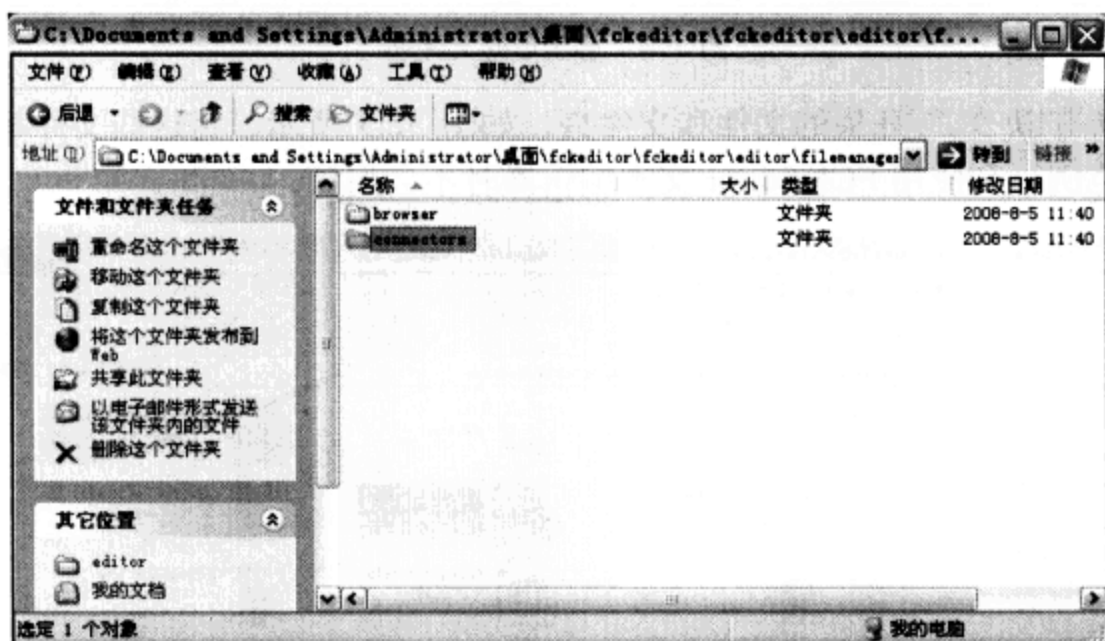 C:\Documents and Settings\Administrator\桌面\fckeditor\fckeditor\editor\f...
文件(F) 编辑(E) 查看(V) 收藏(A) 工具(T) 帮助(H)
后退 搜索 文件夹
地址(D) C:\Documents and Settings\Administrator\桌面\fckeditor\fckeditor\editor\filemanager 转到 链接 »
文件和文件夹任务
重命名这个文件夹
移动这个文件夹
复制这个文件夹
将这个文件夹发布到
Web
共享此文件夹
以电子邮件形式发送
该文件夹内的文件
删除这个文件夹
其它位置
editor
我的文档
名称 大小 类型 修改日期
browser 文件夹 2008-8-5 11:40
connectors 文件夹 2008-8-5 11:40
选定 1 个对象 我的电脑